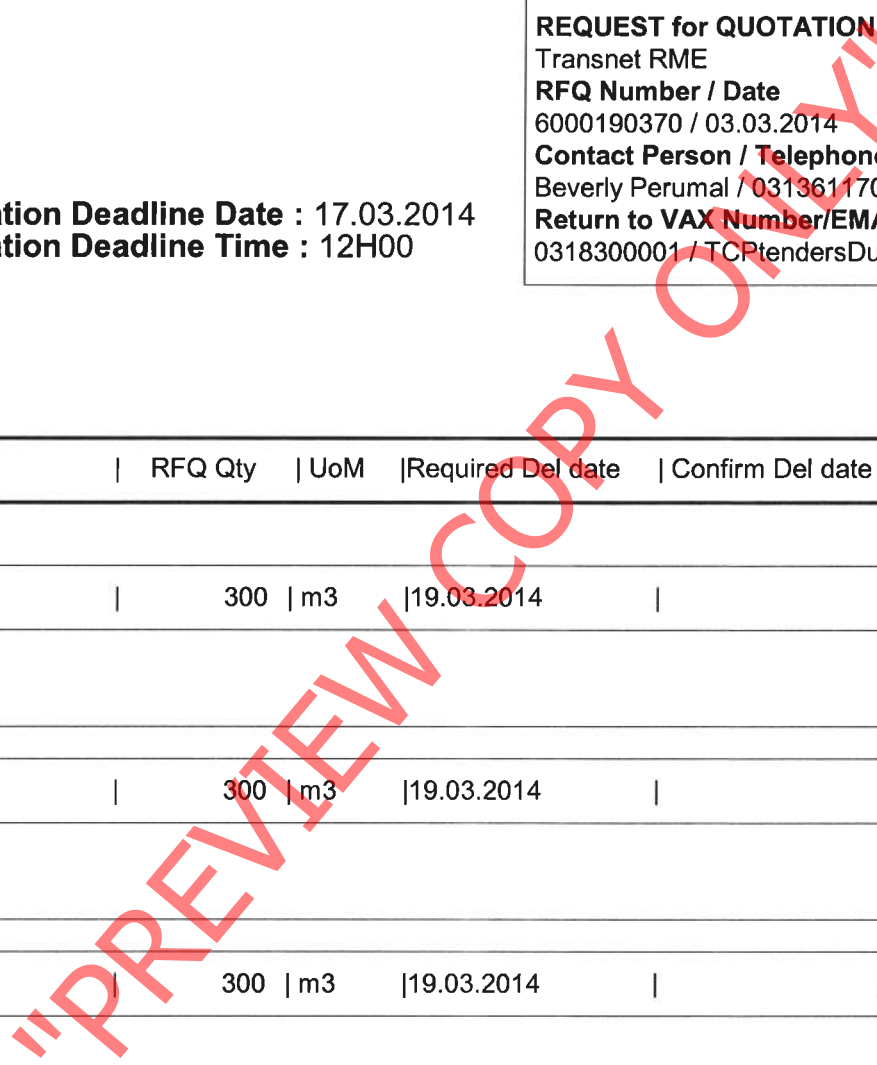 REQUEST for QUOTATION
Transnet RME
RFQ Number / Date
6000190370 / 03.03.2014
Contact Person / Telephone
Beverly Perumal / 031361170
Return to VAX Number/EMA
0318300001 / TCPtendersDu
ation Deadline Date : 17.03.2014
ation Deadline Time : 12H00
| RFQ Qty | UoM |Required Del date | Confirm Del date
| 300 | m3 |19.03.2014 |
| 300 | m3 |19.03.2014 |
| 300 | m3 |19.03.2014 |
"PREVIEW COPY ONLY"